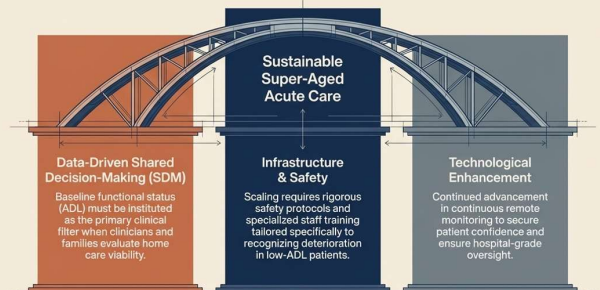 Sustainable
Super-Aged
Acute Care
Data-Driven Shared
Decision-Making (SDM)
Baseline functional status
(ADL) must be instituted
as the primary clinical
filter when clinicians and
families evaluate home
care viability.
Infrastructure
& Safety
Scaling requires rigorous
safety protocols and
specialized staff training
tailored specifically to
recognizing deterioration
in low-ADL patients.
Technological
Enhancement
Continued advancement
in continuous remote
monitoring to secure
patient confidence and
ensure hospital-grade
oversight.